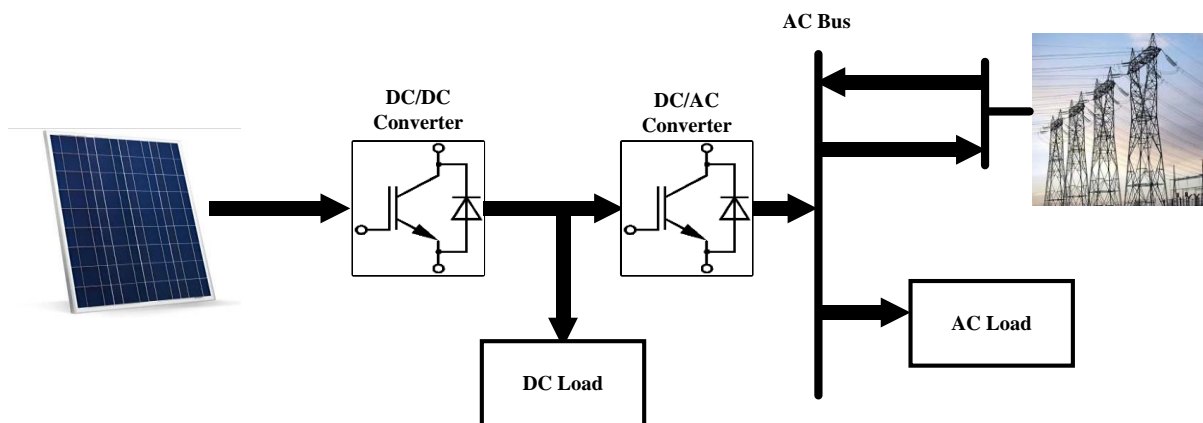 AC Bus
DC/DC
Converter
DC/AC
Converter
DC Load
AC Load